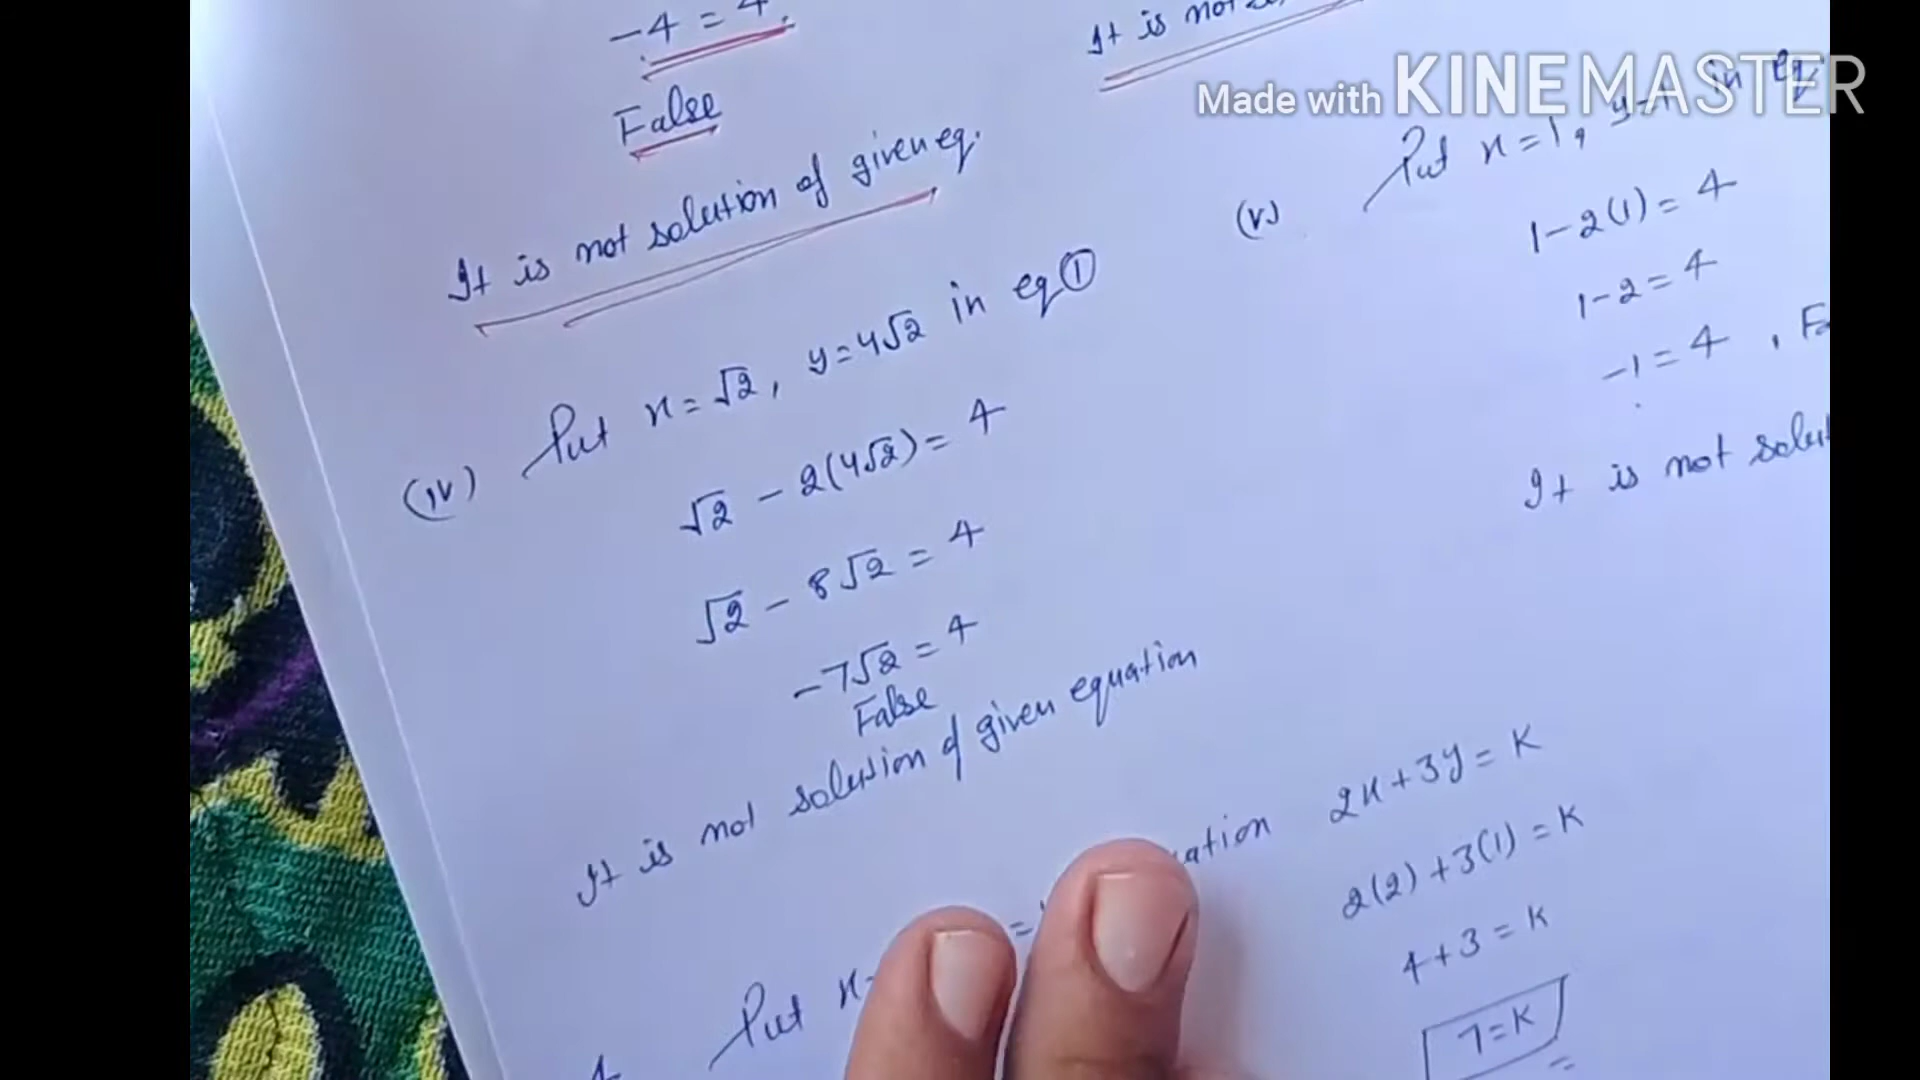 -4 = 4.
False
It is not solution of given eq.
(iv) Put x = √2, y = 4√2 in eq ①
√2 - 2(4√2) = 4
√2 - 8√2 = 4
-7√2 = 4
False
It is not solution of given equation
It is not
Made with KINEMASTER
(v) Put x = 1, y = 1 in eq.
1 - 2(1) = 4
1 - 2 = 4
-1 = 4 ,
It is not
2x + 3y = K
2(2) + 3(1) = K
4 + 3 = K
7 = K
Put x =